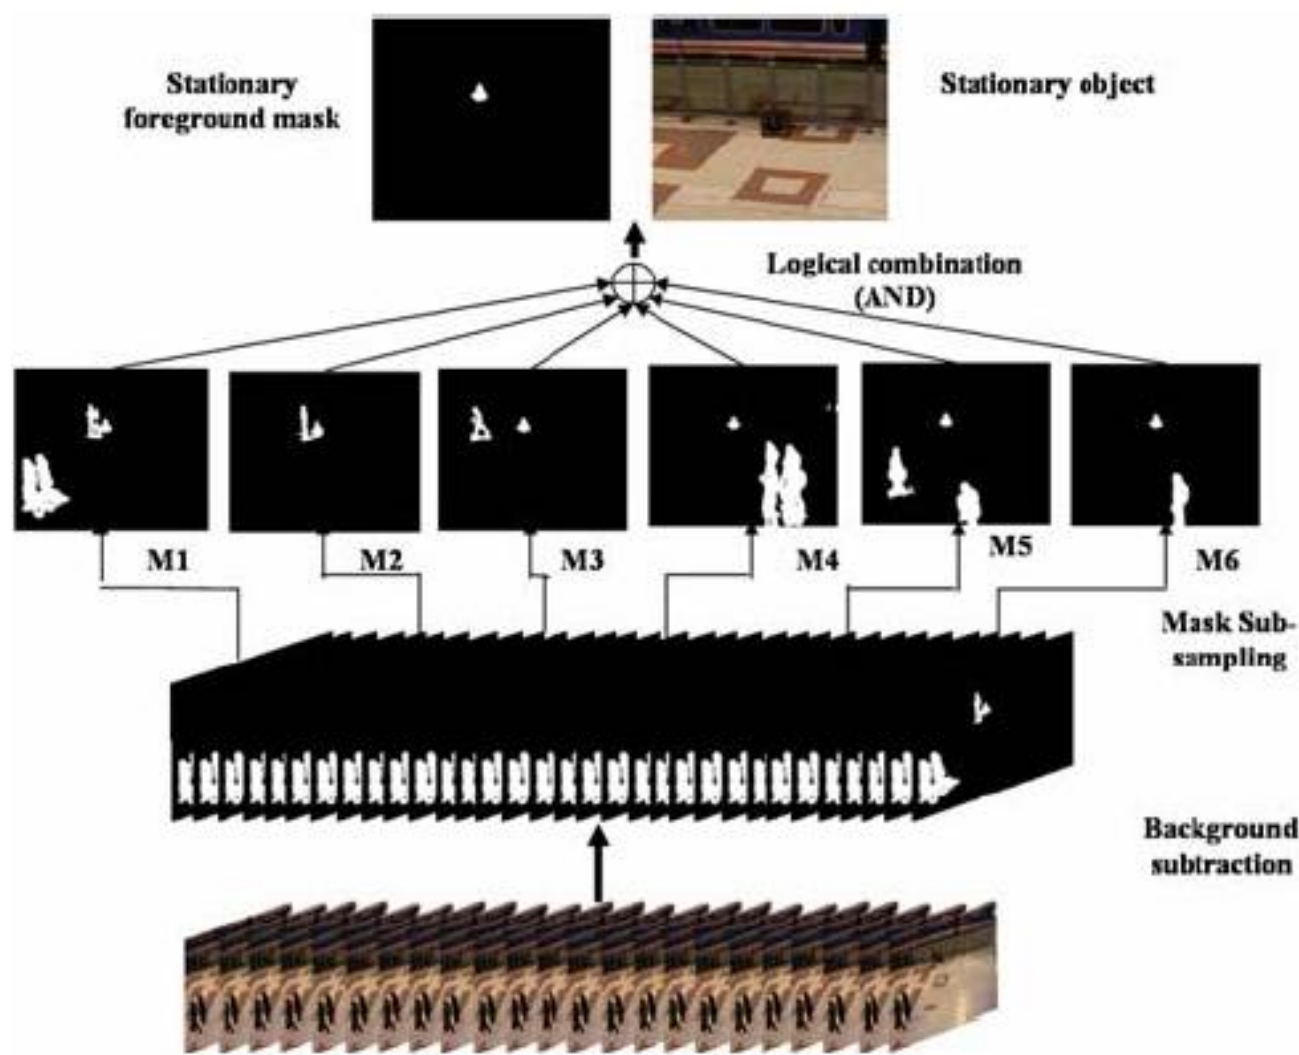 Stationary
foreground mask
Stationary object
Logical combination
(AND)
M1
M2
M3
M4
M5
M6
Mask Sub-
sampling
Background
subtraction